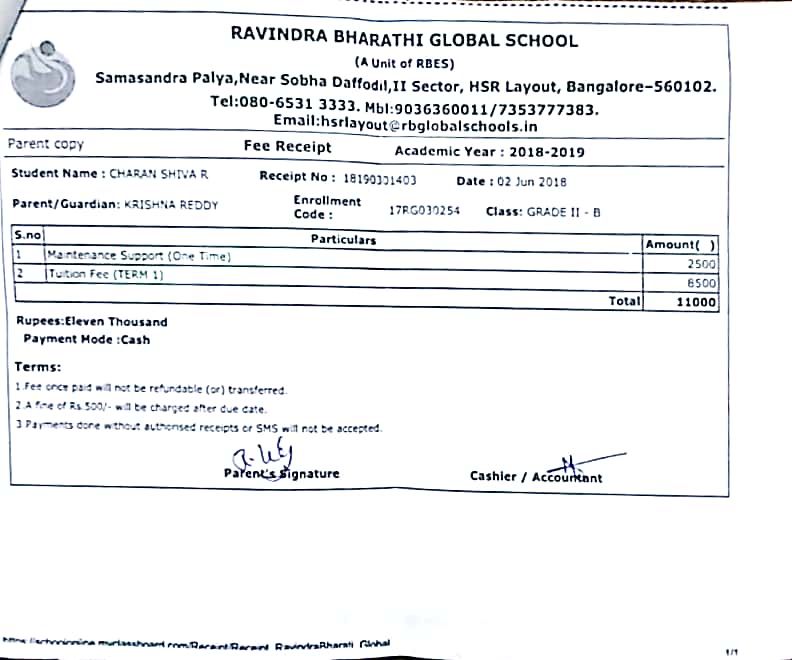 RAVINDRA BHARATHI GLOBAL SCHOOL
(A Unit of RBES)
Samasandra Palya,Near Sobha Daffodil,II Sector, HSR Layout, Bangalore-560102.
Tel:080-6531 3333. Mbl:9036360011/7353777383.
Email:hsrlayout@rbglobalschools.in
Parent copy Fee Receipt Academic Year : 2018-2019
Student Name : CHARAN SHIVA R Receipt No : 18190301403 Date : 02 Jun 2018
Parent/Guardian: KRISHNA REDDY Enrollment Code : 17RG030254 Class: GRADE II - B
S.no Particulars Amount( )
1 Maintenance Support (One Time) 2500
2 Tuition Fee (TERM 1) 8500
Total 11000
Rupees:Eleven Thousand
Payment Mode :Cash
Terms:
1.Fee once paid will not be refundable (or) transferred.
2.A fine of Rs.500/- will be charged after due date.
3.Payments done without authorised receipts or SMS will not be accepted.
Parent's Signature Cashier / Accountant
1/1